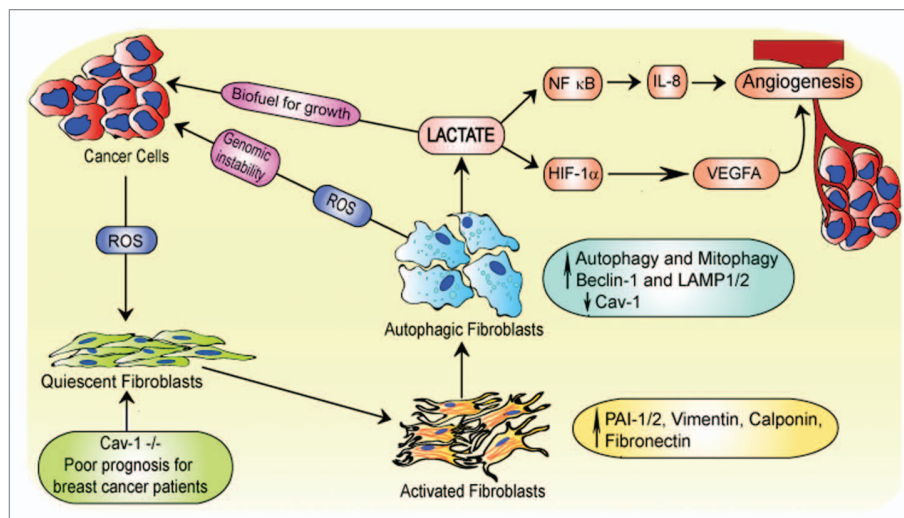 Cancer Cells
Biofuel for growth
Genomic
instability
ROS
LACTATE
NF κB
IL-8
Angiogenesis
HIF-1α
VEGFA
ROS
Autophagic Fibroblasts
Autophagy and Mitophagy
Beclin-1 and LAMP1/2
Cav-1
Quiescent Fibroblasts
Cav-1 -/-
Poor prognosis for
breast cancer patients
Activated Fibroblasts
PAI-1/2, Vimentin, Calponin,
Fibronectin